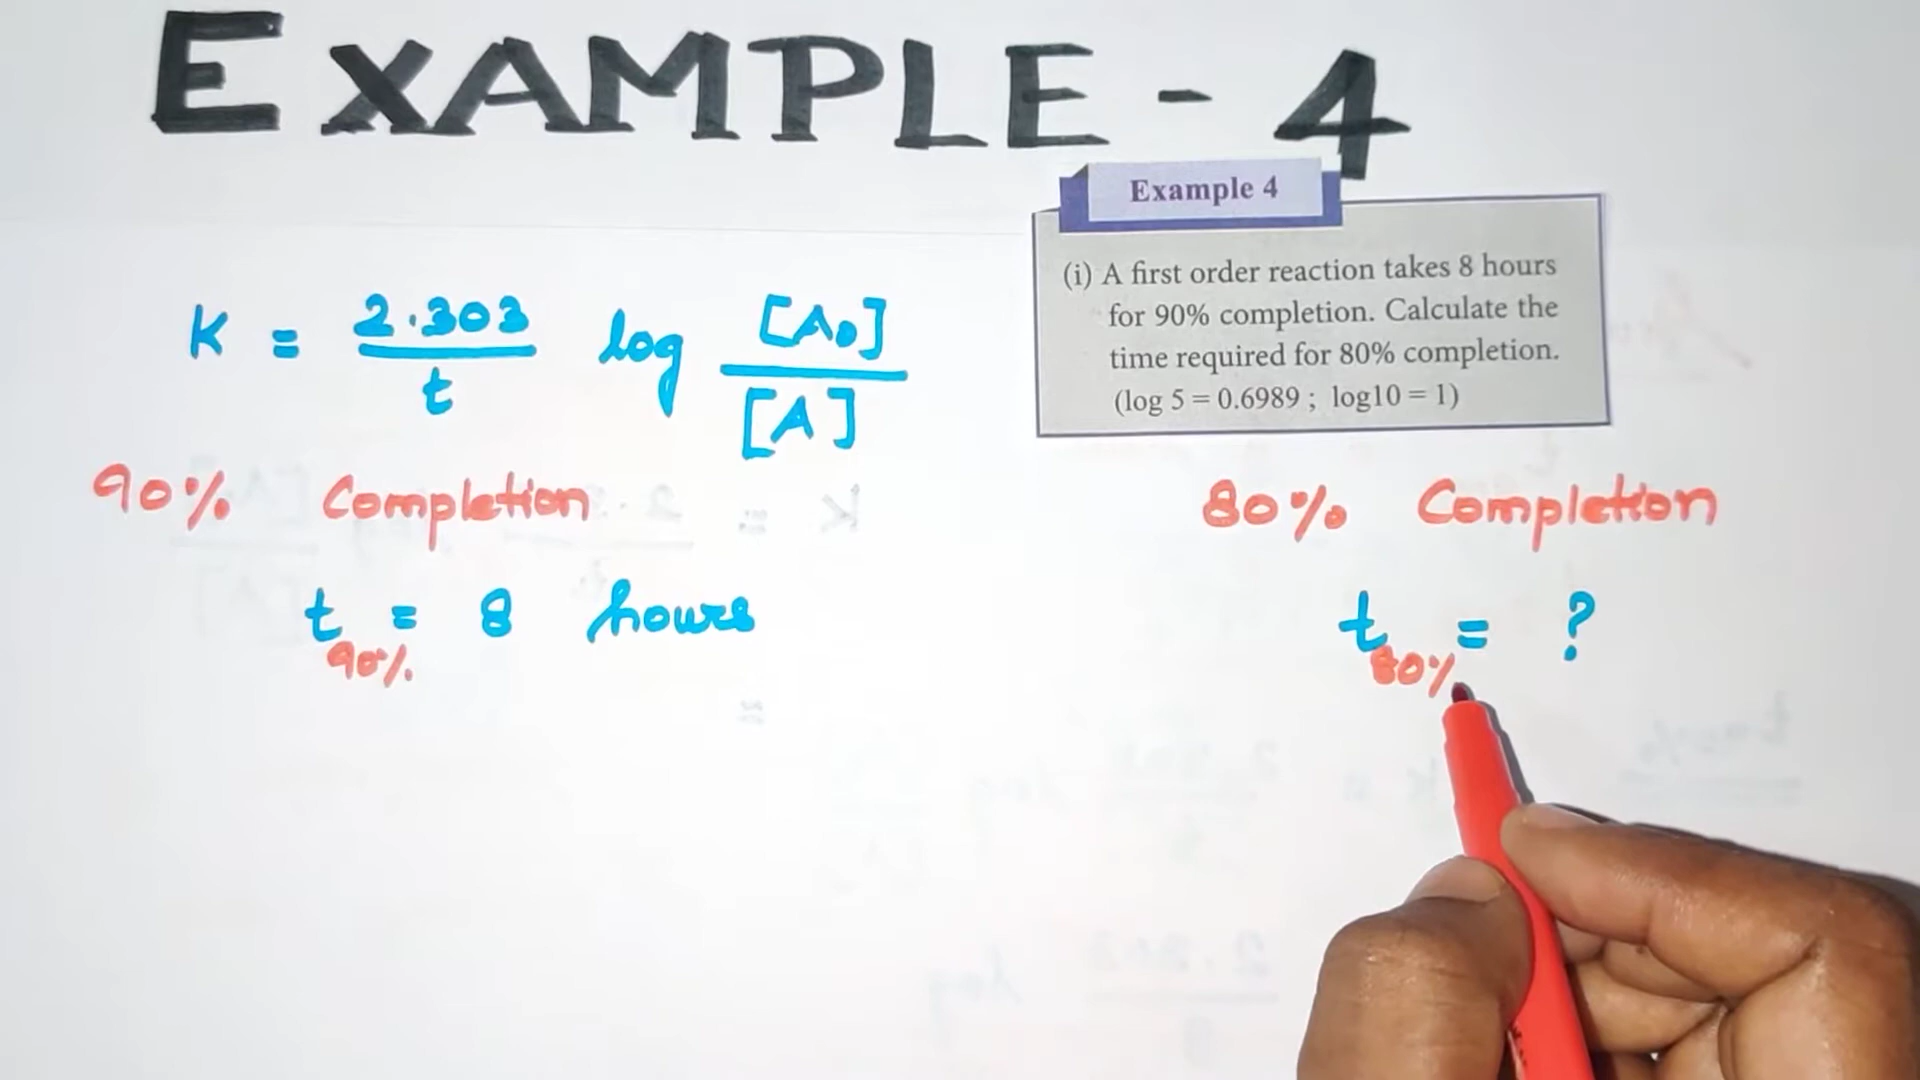 EXAMPLE - 4
Example 4
(i) A first order reaction takes 8 hours
for 90% completion. Calculate the
time required for 80% completion.
(log 5 = 0.6989 ; log10 = 1)
K = 2.303 / t log [A₀] / [A]
90% Completion
t90% = 8 hours
80% Completion
t80% = ?